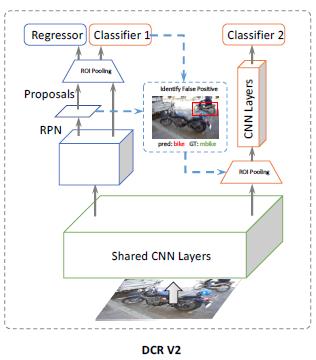 Regressor
Classifier 1
Classifier 2
ROI Pooling
Proposals
RPN
Identify False Positive
pred: bike GT: mbike
CNN Layers
ROI Pooling
Shared CNN Layers
DCR V2